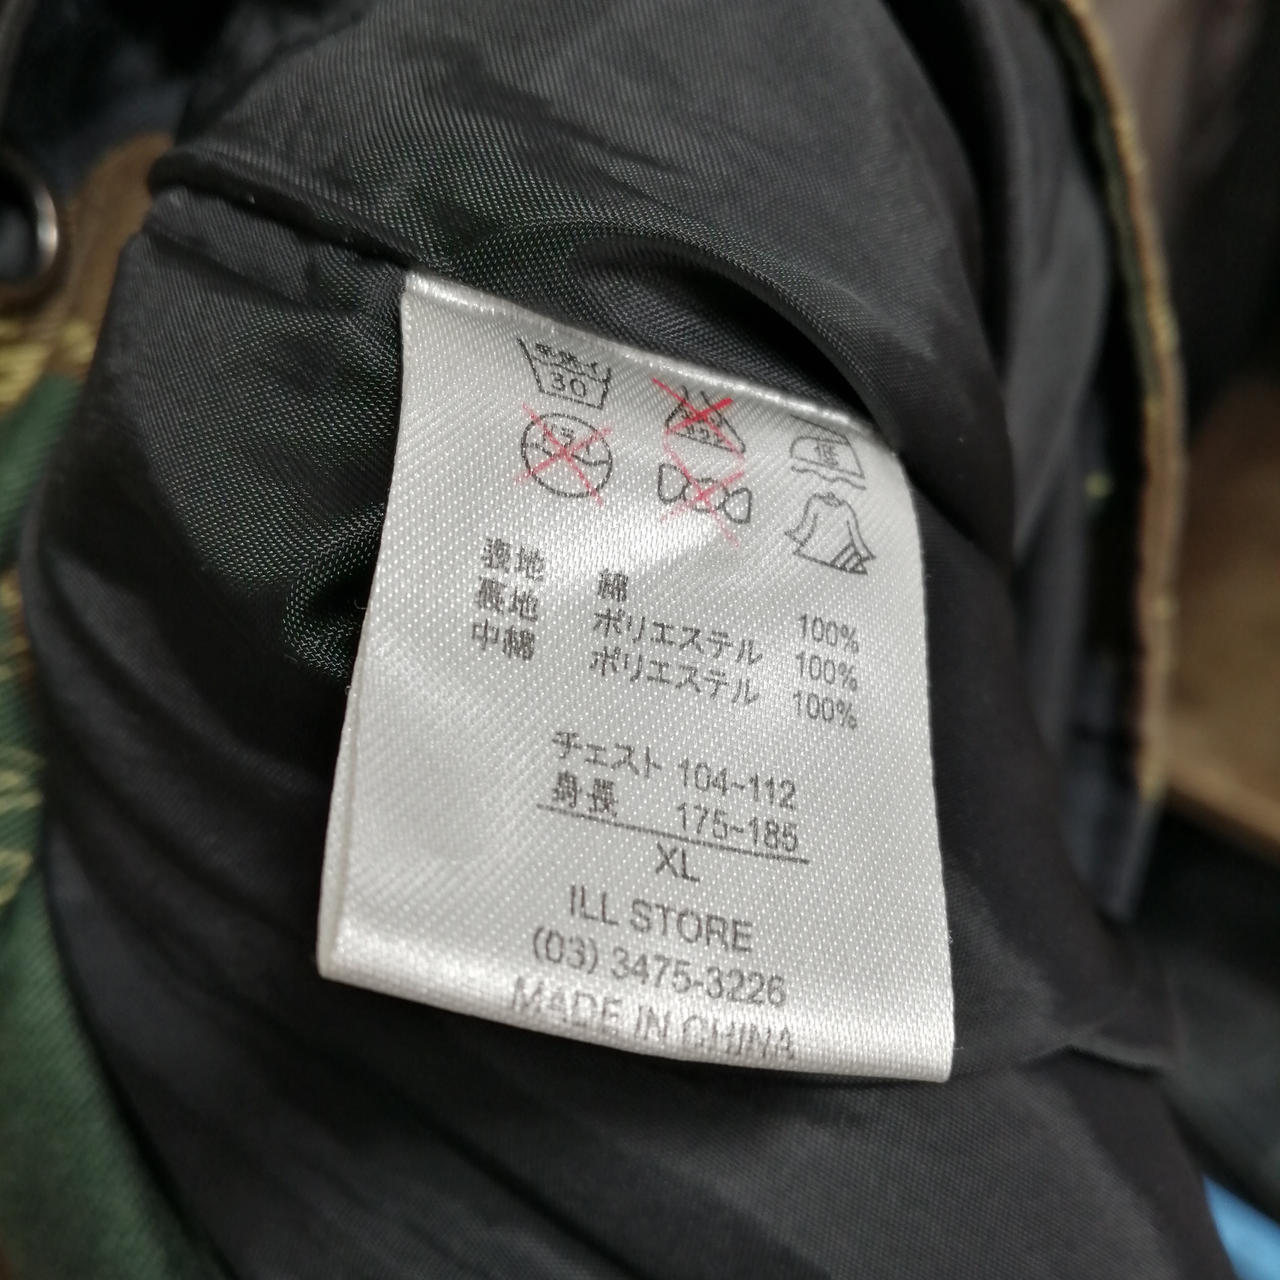 30
表地 綿 100%
裏地 ポリエステル 100%
中綿 ポリエステル 100%
チェスト 104-112
身長 175-185
XL
ILL STORE
(03) 3475-3226
MADE IN CHINA